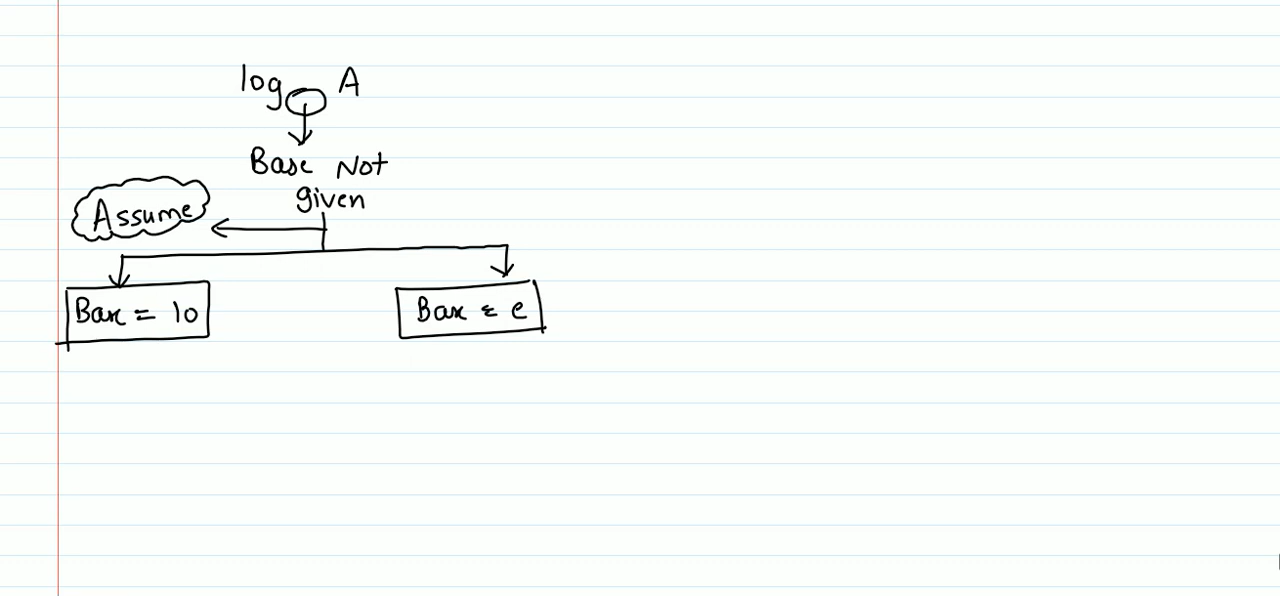 log A
Base Not
given
Assume
Base = 10
Base = e